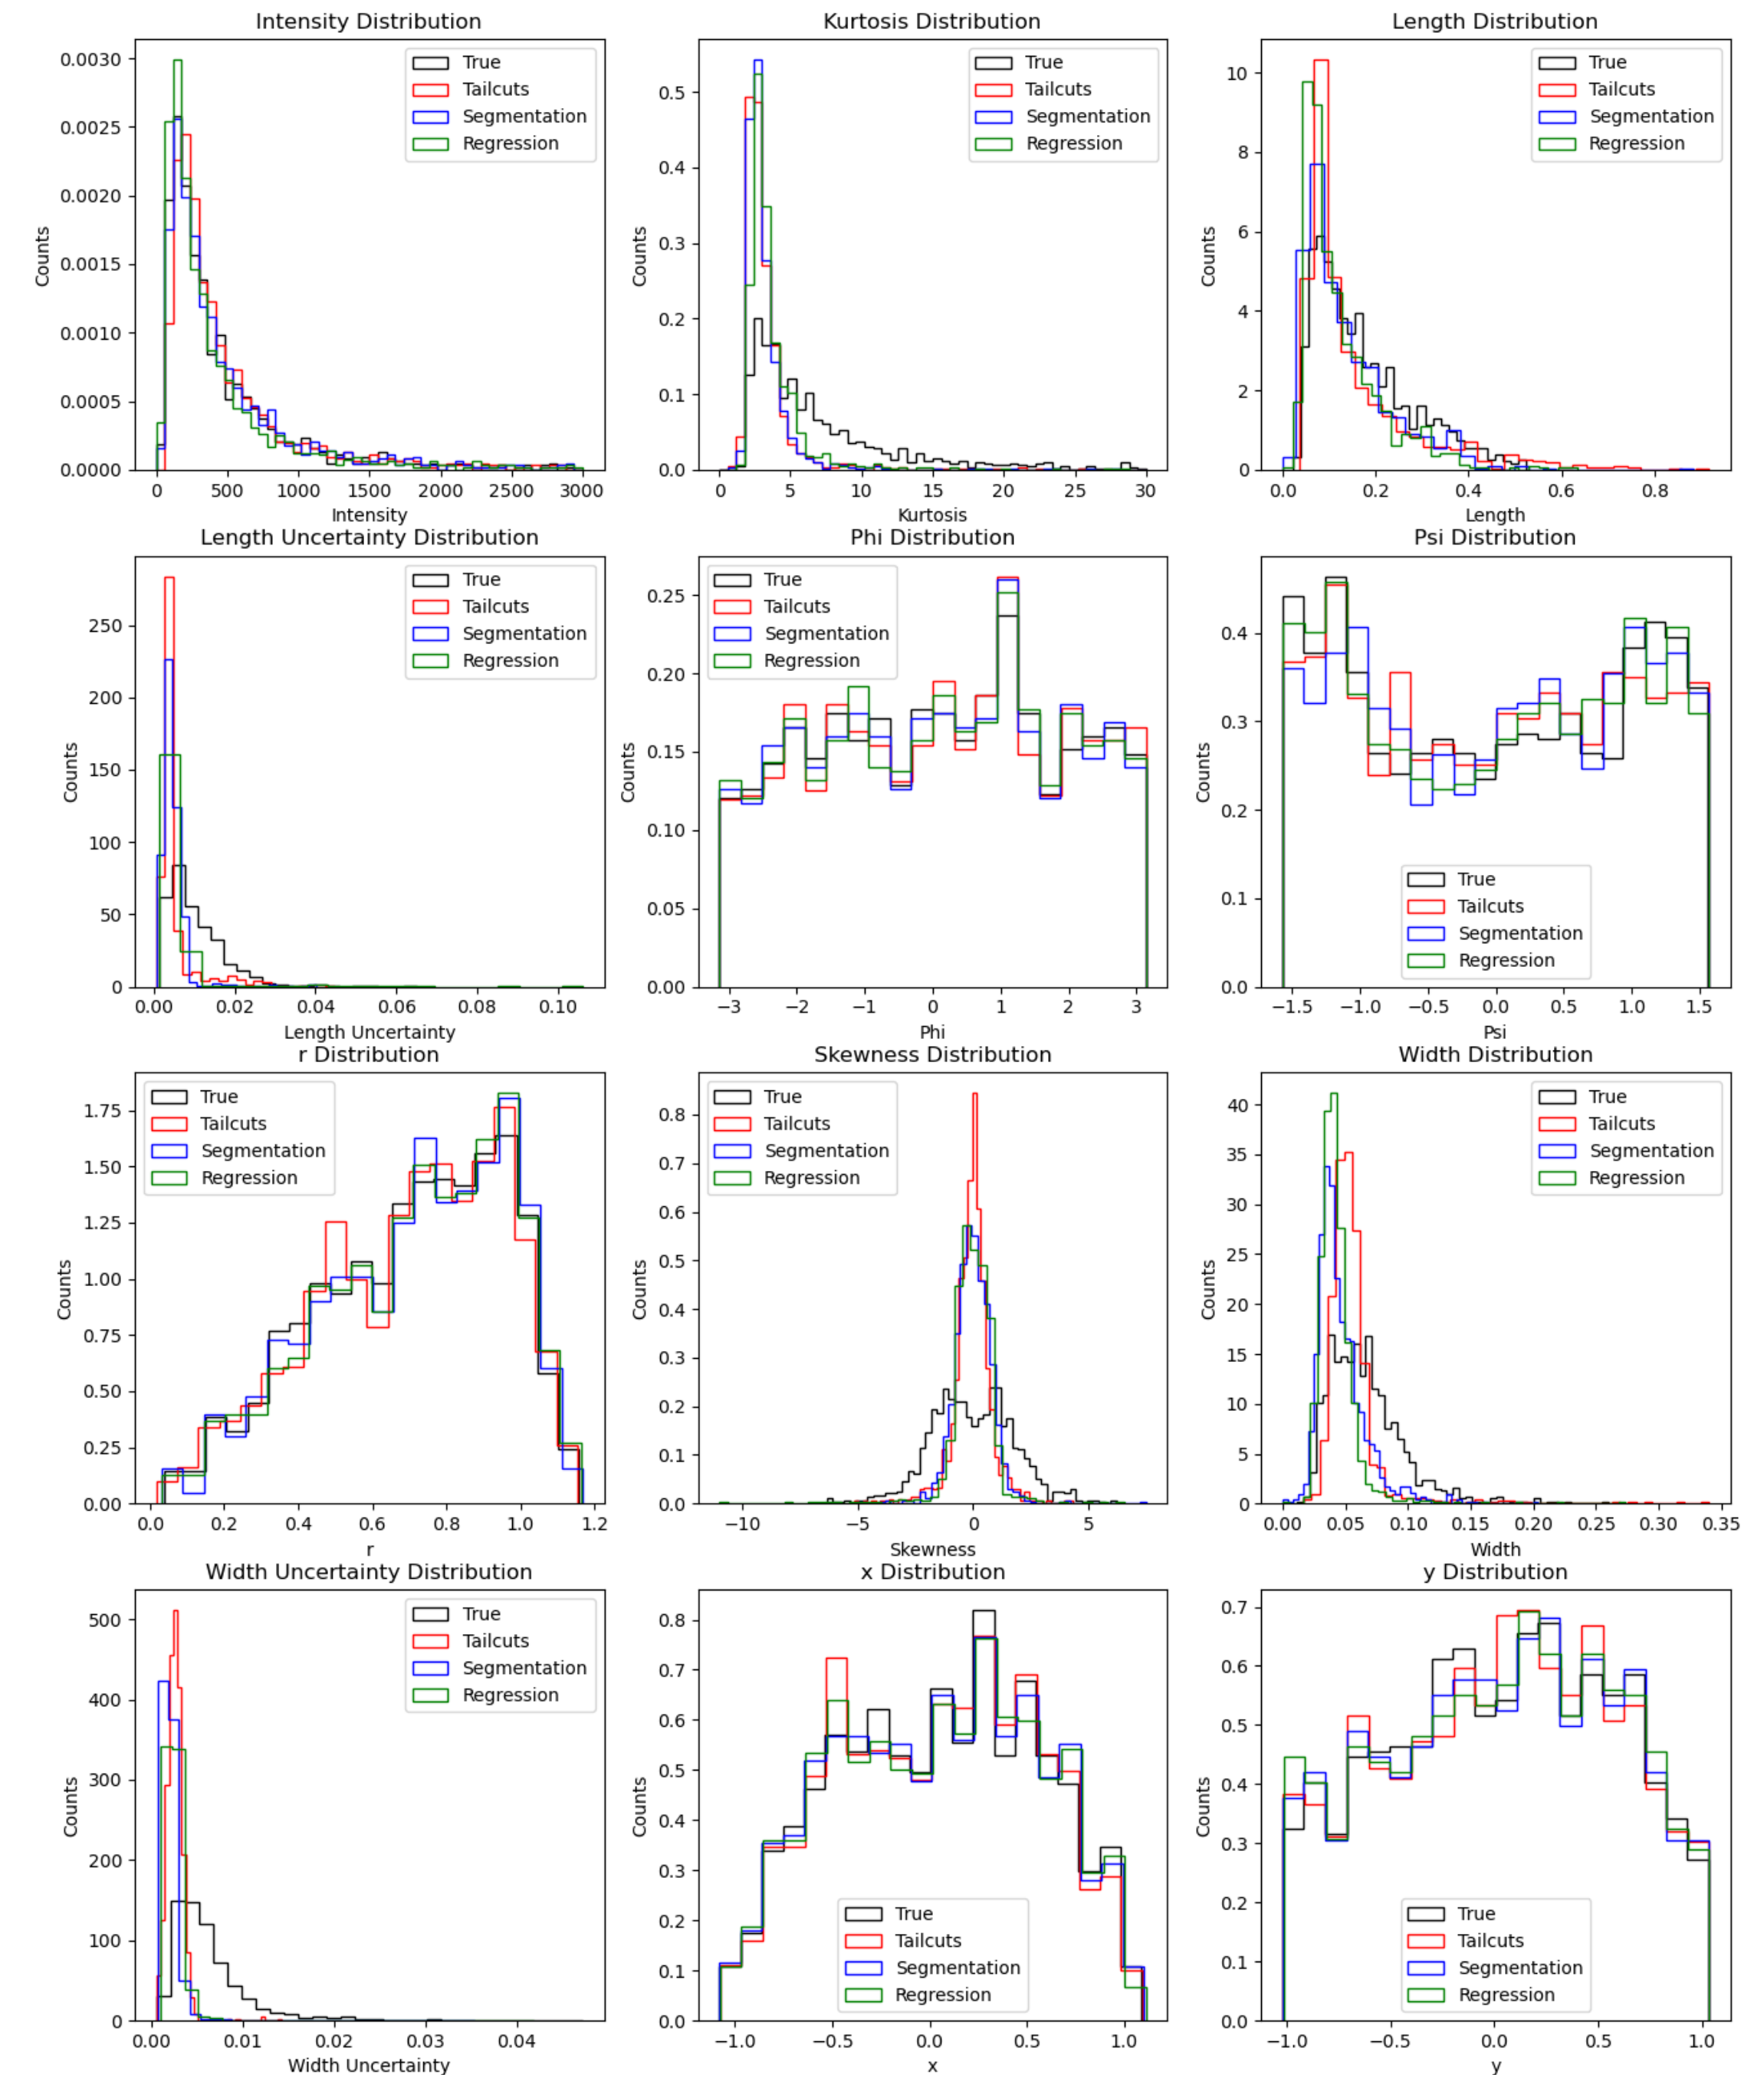 Intensity Distribution
Counts
0.0030
0.0025
0.0020
0.0015
0.0010
0.0005
0.0000
True
Tailcuts
Segmentation
Regression
0 500 1000 1500 2000 2500 3000
Intensity
Kurtosis Distribution
Counts
0.5
0.4
0.3
0.2
0.1
0.0
True
Tailcuts
Segmentation
Regression
0 5 10 15 20 25 30
Kurtosis
Length Distribution
Counts
10
8
6
4
2
0
True
Tailcuts
Segmentation
Regression
0.0 0.2 0.4 0.6 0.8
Length
Length Uncertainty Distribution
Counts
250
200
150
100
50
0
True
Tailcuts
Segmentation
Regression
0.00 0.02 0.04 0.06 0.08 0.10
Length Uncertainty
Phi Distribution
Counts
0.25
0.20
0.15
0.10
0.05
0.00
True
Tailcuts
Segmentation
Regression
−3 −2 −1 0 1 2 3
Phi
Psi Distribution
Counts
0.4
0.3
0.2
0.1
0.0
True
Tailcuts
Segmentation
Regression
−1.5 −1.0 −0.5 0.0 0.5 1.0 1.5
Psi
r Distribution
Counts
1.75
1.50
1.25
1.00
0.75
0.50
0.25
0.00
True
Tailcuts
Segmentation
Regression
0.0 0.2 0.4 0.6 0.8 1.0 1.2
r
Skewness Distribution
Counts
0.8
0.7
0.6
0.5
0.4
0.3
0.2
0.1
0.0
True
Tailcuts
Segmentation
Regression
−10 −5 0 5
Skewness
Width Distribution
Counts
40
35
30
25
20
15
10
5
0
True
Tailcuts
Segmentation
Regression
0.00 0.05 0.10 0.15 0.20 0.25 0.30 0.35
Width
Width Uncertainty Distribution
Counts
500
400
300
200
100
0
True
Tailcuts
Segmentation
Regression
0.00 0.01 0.02 0.03 0.04
Width Uncertainty
x Distribution
Counts
0.8
0.7
0.6
0.5
0.4
0.3
0.2
0.1
0.0
True
Tailcuts
Segmentation
Regression
−1.0 −0.5 0.0 0.5 1.0
x
y Distribution
Counts
0.7
0.6
0.5
0.4
0.3
0.2
0.1
0.0
True
Tailcuts
Segmentation
Regression
−1.0 −0.5 0.0 0.5 1.0
y